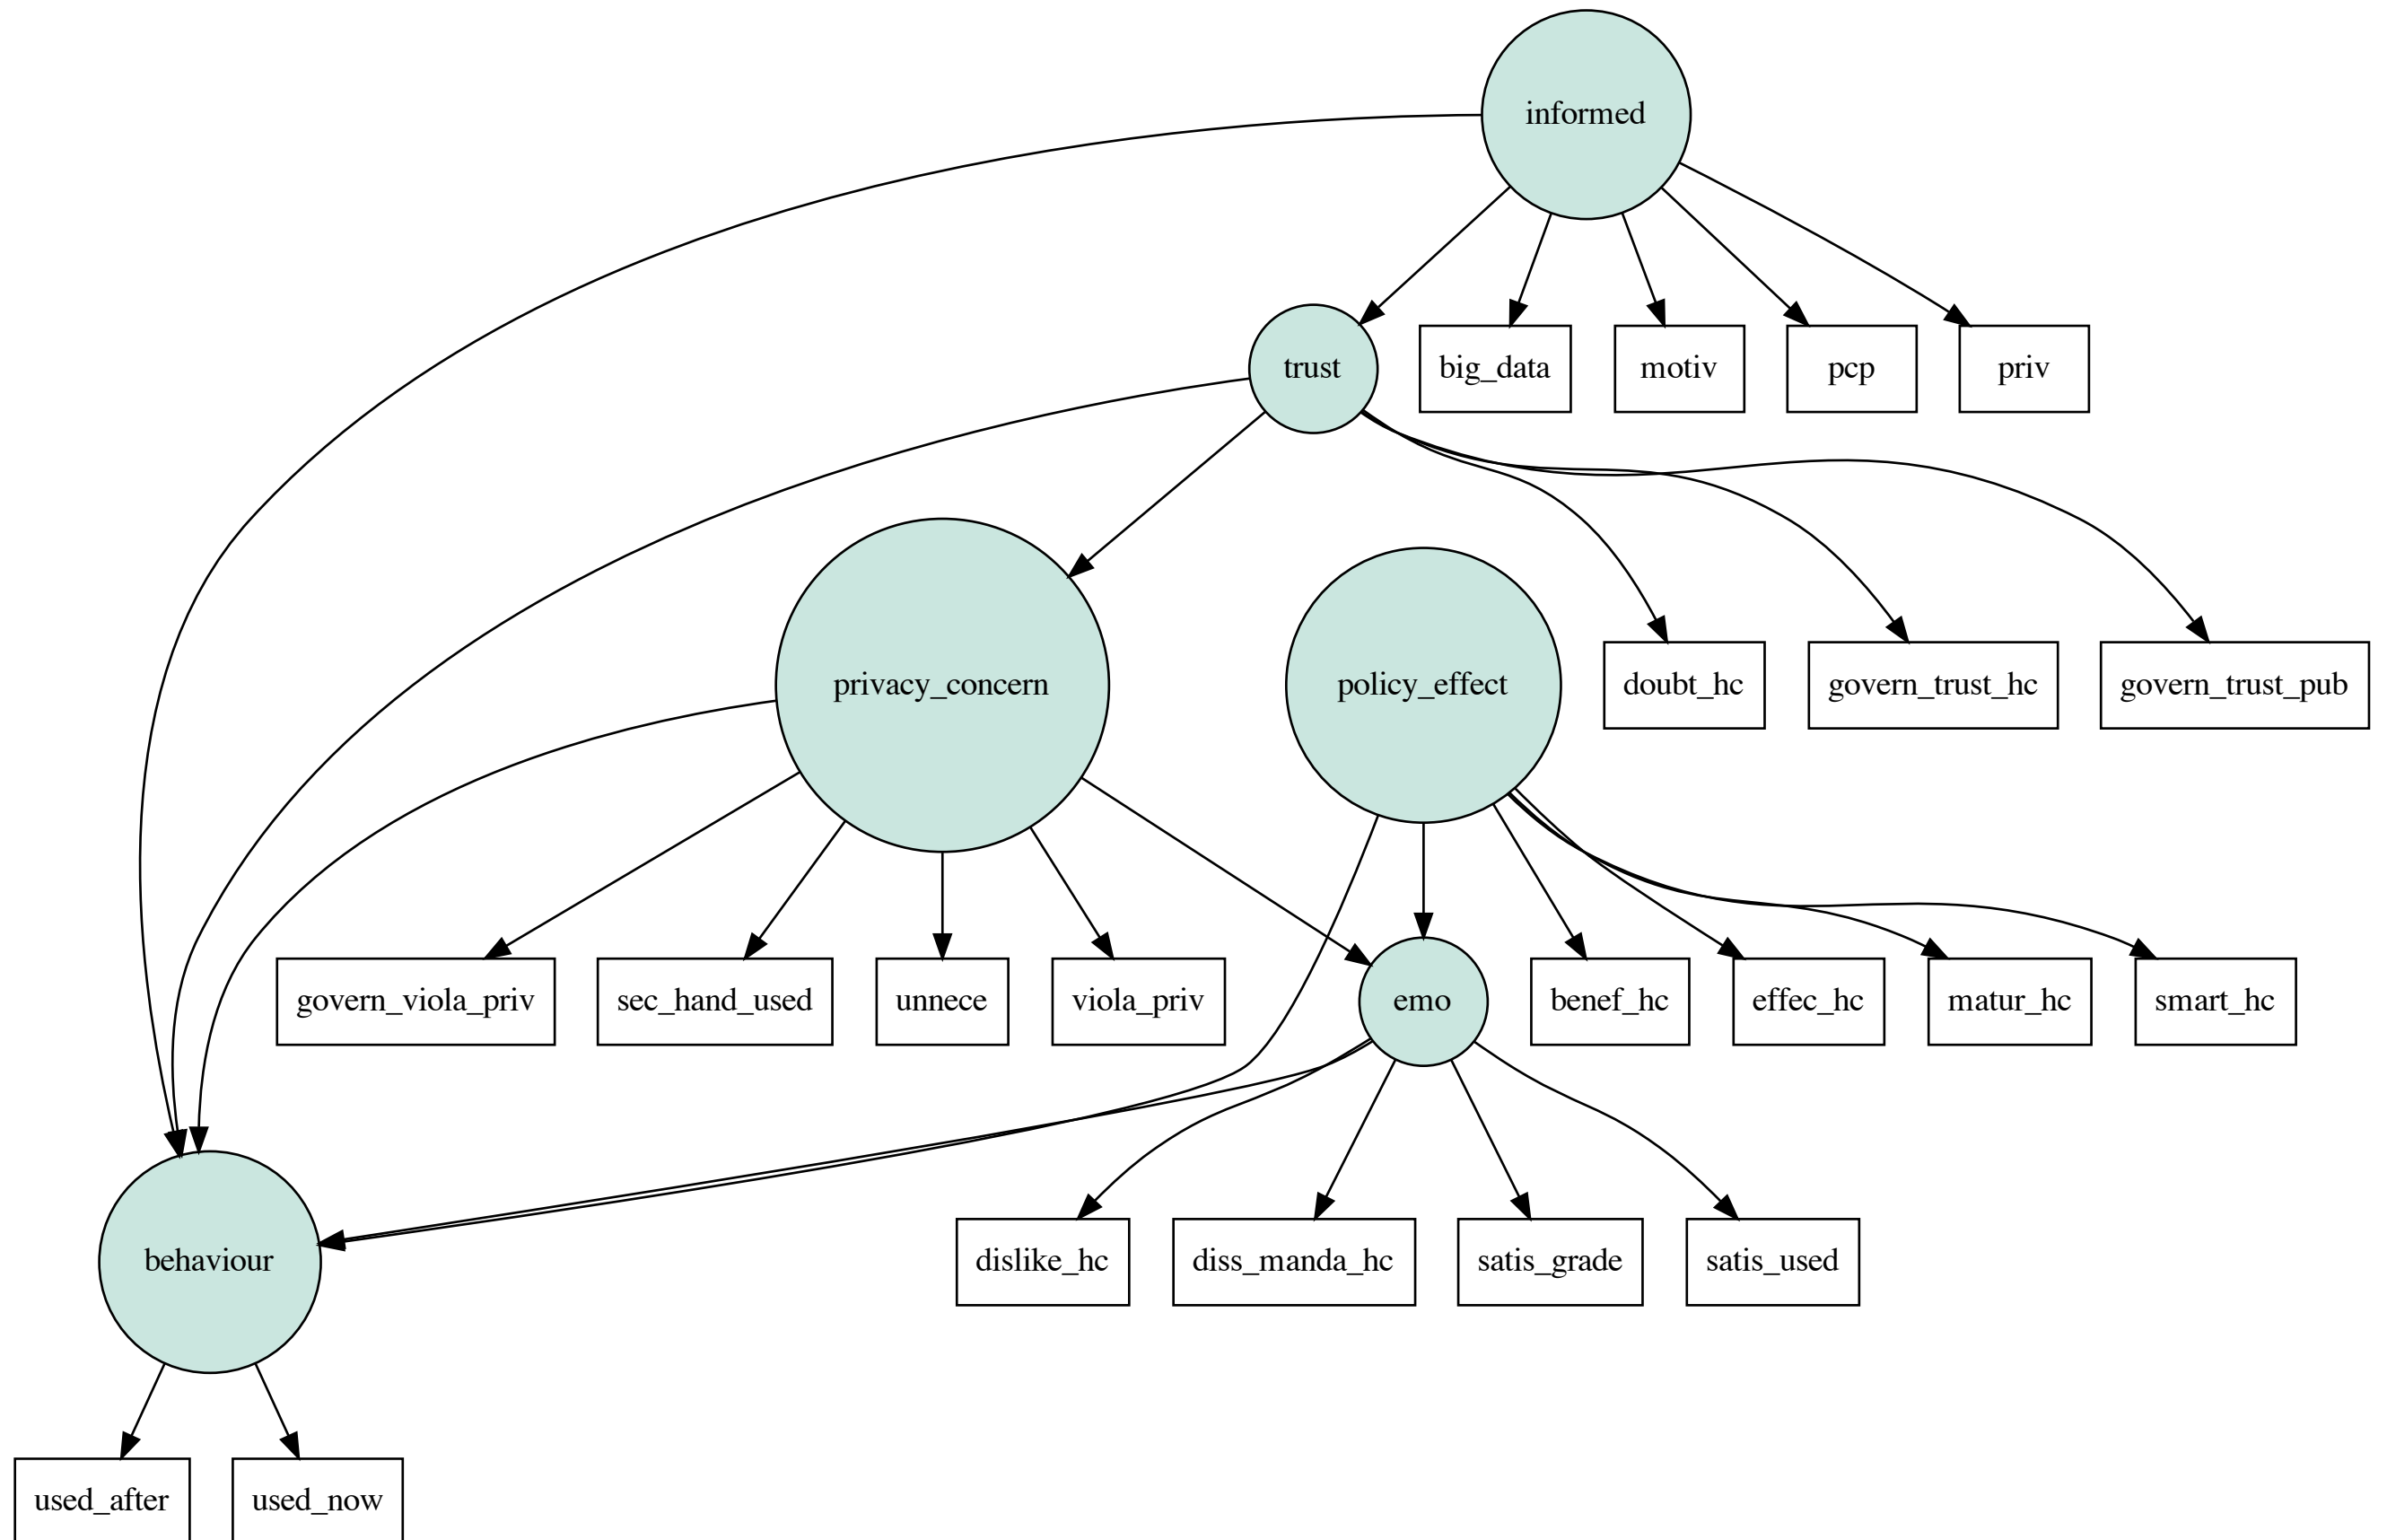 informed
trust
big_data
motiv
pcp
priv
privacy_concern
policy_effect
doubt_hc
govern_trust_hc
govern_trust_pub
govern_viola_priv
sec_hand_used
unnece
viola_priv
emo
benef_hc
effec_hc
matur_hc
smart_hc
behaviour
dislike_hc
diss_manda_hc
satis_grade
satis_used
used_after
used_now